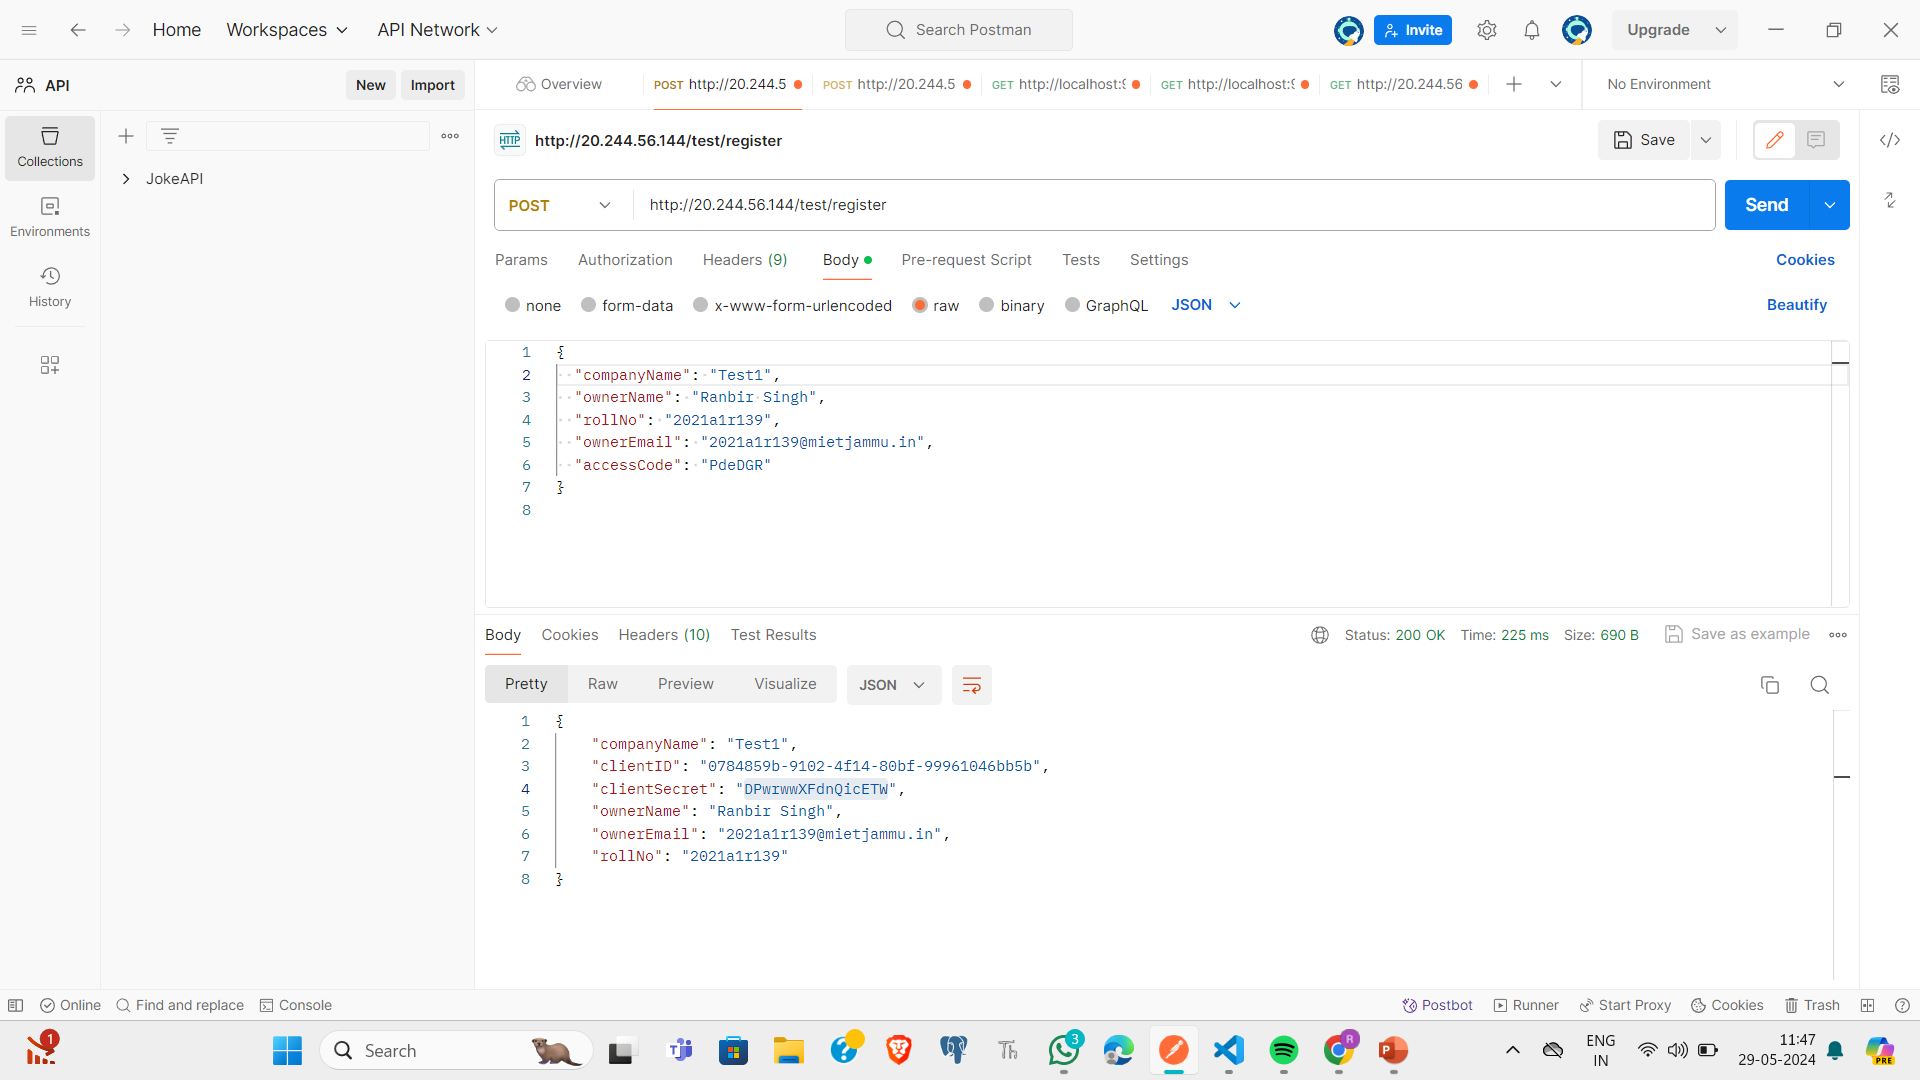 Home Workspaces API Network Search Postman Invite Upgrade
API New Import Overview POST http://20.244.5 POST http://20.244.5 GET http://localhost:9 GET http://localhost:9 GET http://20.244.56 No Environment
HTTP http://20.244.56.144/test/register Save
Collections
JokeAPI
Environments
History
POST http://20.244.56.144/test/register Send
Params Authorization Headers (9) Body Pre-request Script Tests Settings Cookies
none form-data x-www-form-urlencoded raw binary GraphQL JSON Beautify
1 {
2 "companyName": "Test1",
3 "ownerName": "Ranbir Singh",
4 "rollNo": "2021a1r139",
5 "ownerEmail": "2021a1r139@mietjammu.in",
6 "accessCode": "PdeDGR"
7 }
8
Body Cookies Headers (10) Test Results Status: 200 OK Time: 225 ms Size: 690 B Save as example
Pretty Raw Preview Visualize JSON
1 {
2 "companyName": "Test1",
3 "clientID": "0784859b-9102-4f14-80bf-99961046bb5b",
4 "clientSecret": "DPwrwwXFdnQicETW",
5 "ownerName": "Ranbir Singh",
6 "ownerEmail": "2021a1r139@mietjammu.in",
7 "rollNo": "2021a1r139"
8 }
Online Find and replace Console Postbot Runner Start Proxy Cookies Trash
1 Search 3 R ENG 11:47
IN 29-05-2024 PRE